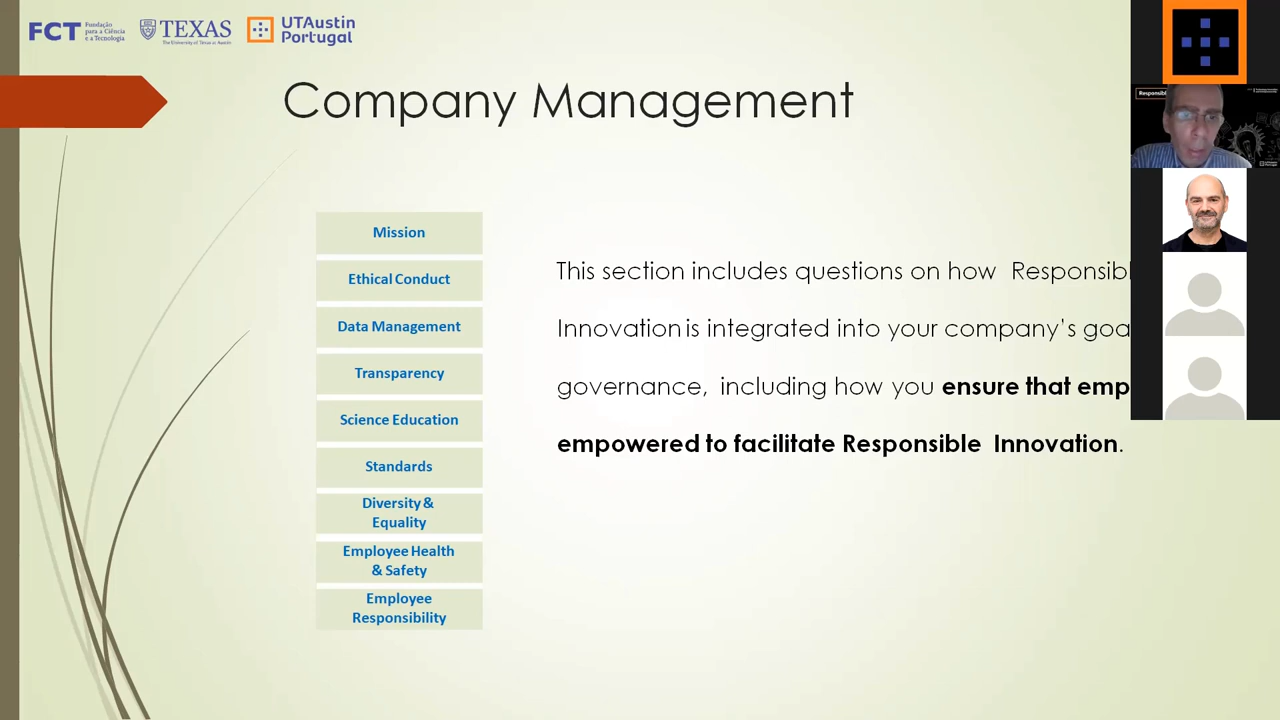 FCT Fundação
para a Ciência
e a Tecnologia
TEXAS
The University of Texas at Austin
UTAustin
Portugal
Company Management
Mission
Ethical Conduct
Data Management
Transparency
Science Education
Standards
Diversity &
Equality
Employee Health
& Safety
Employee
Responsibility
This section includes questions on how Responsibl
Innovation is integrated into your company's goa
governance, including how you ensure that emp
empowered to facilitate Responsible Innovation.
Responsible
UTAustin
Portugal